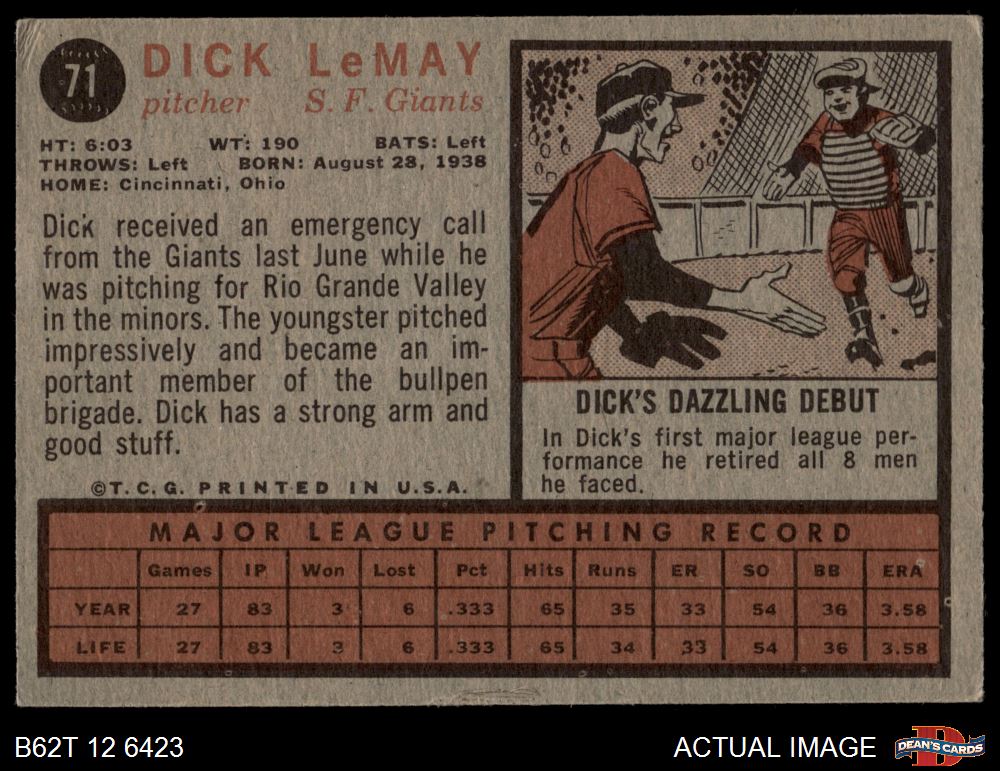 71
DICK LeMAY
pitcher S. F. Giants
HT: 6:03 WT: 190 BATS: Left
THROWS: Left BORN: August 28, 1938
HOME: Cincinnati, Ohio
Dick received an emergency call
from the Giants last June while he
was pitching for Rio Grande Valley
in the minors. The youngster pitched
impressively and became an im-
portant member of the bullpen
brigade. Dick has a strong arm and
good stuff.
©T.C.G. PRINTED IN U.S.A.
DICK'S DAZZLING DEBUT
In Dick's first major league per-
formance he retired all 8 men
he faced.
MAJOR LEAGUE PITCHING RECORD
Games IP Won Lost Pct Hits Runs ER SO BB ERA
YEAR 27 83 3 6 .333 65 35 33 54 36 3.58
LIFE 27 83 3 6 .333 65 34 33 54 36 3.58
B62T 12 6423 ACTUAL IMAGE
D
DEAN'S CARDS